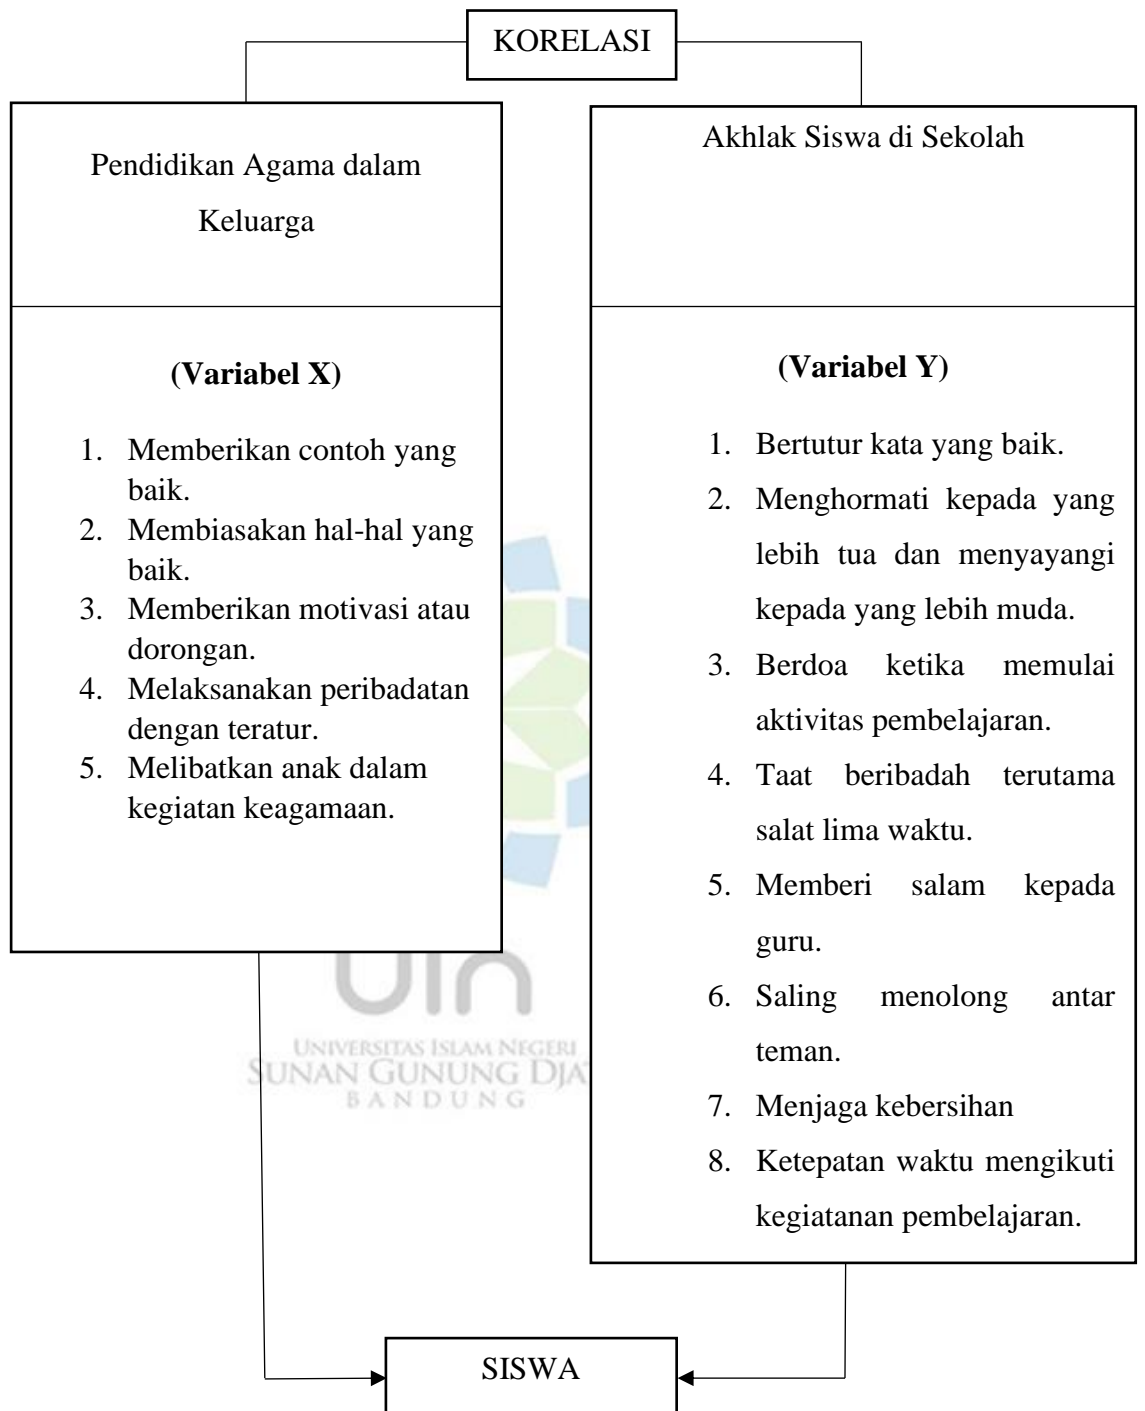 KORELASI
Pendidikan Agama dalam
Keluarga
(Variabel X)
1. Memberikan contoh yang
baik.
2. Membiasakan hal-hal yang
baik.
3. Memberikan motivasi atau
dorongan.
4. Melaksanakan peribadatan
dengan teratur.
5. Melibatkan anak dalam
kegiatan keagamaan.
Akhlak Siswa di Sekolah
(Variabel Y)
1. Bertutur kata yang baik.
2. Menghormati kepada yang
lebih tua dan menyayangi
kepada yang lebih muda.
3. Berdoa ketika memulai
aktivitas pembelajaran.
4. Taat beribadah terutama
salat lima waktu.
5. Memberi salam kepada
guru.
6. Saling menolong antar
teman.
7. Menjaga kebersihan
8. Ketepatan waktu mengikuti
kegiatanan pembelajaran.
uin
UNIVERSITAS ISLAM NEGERI
SUNAN GUNUNG DJA
BANDUNG
SISWA